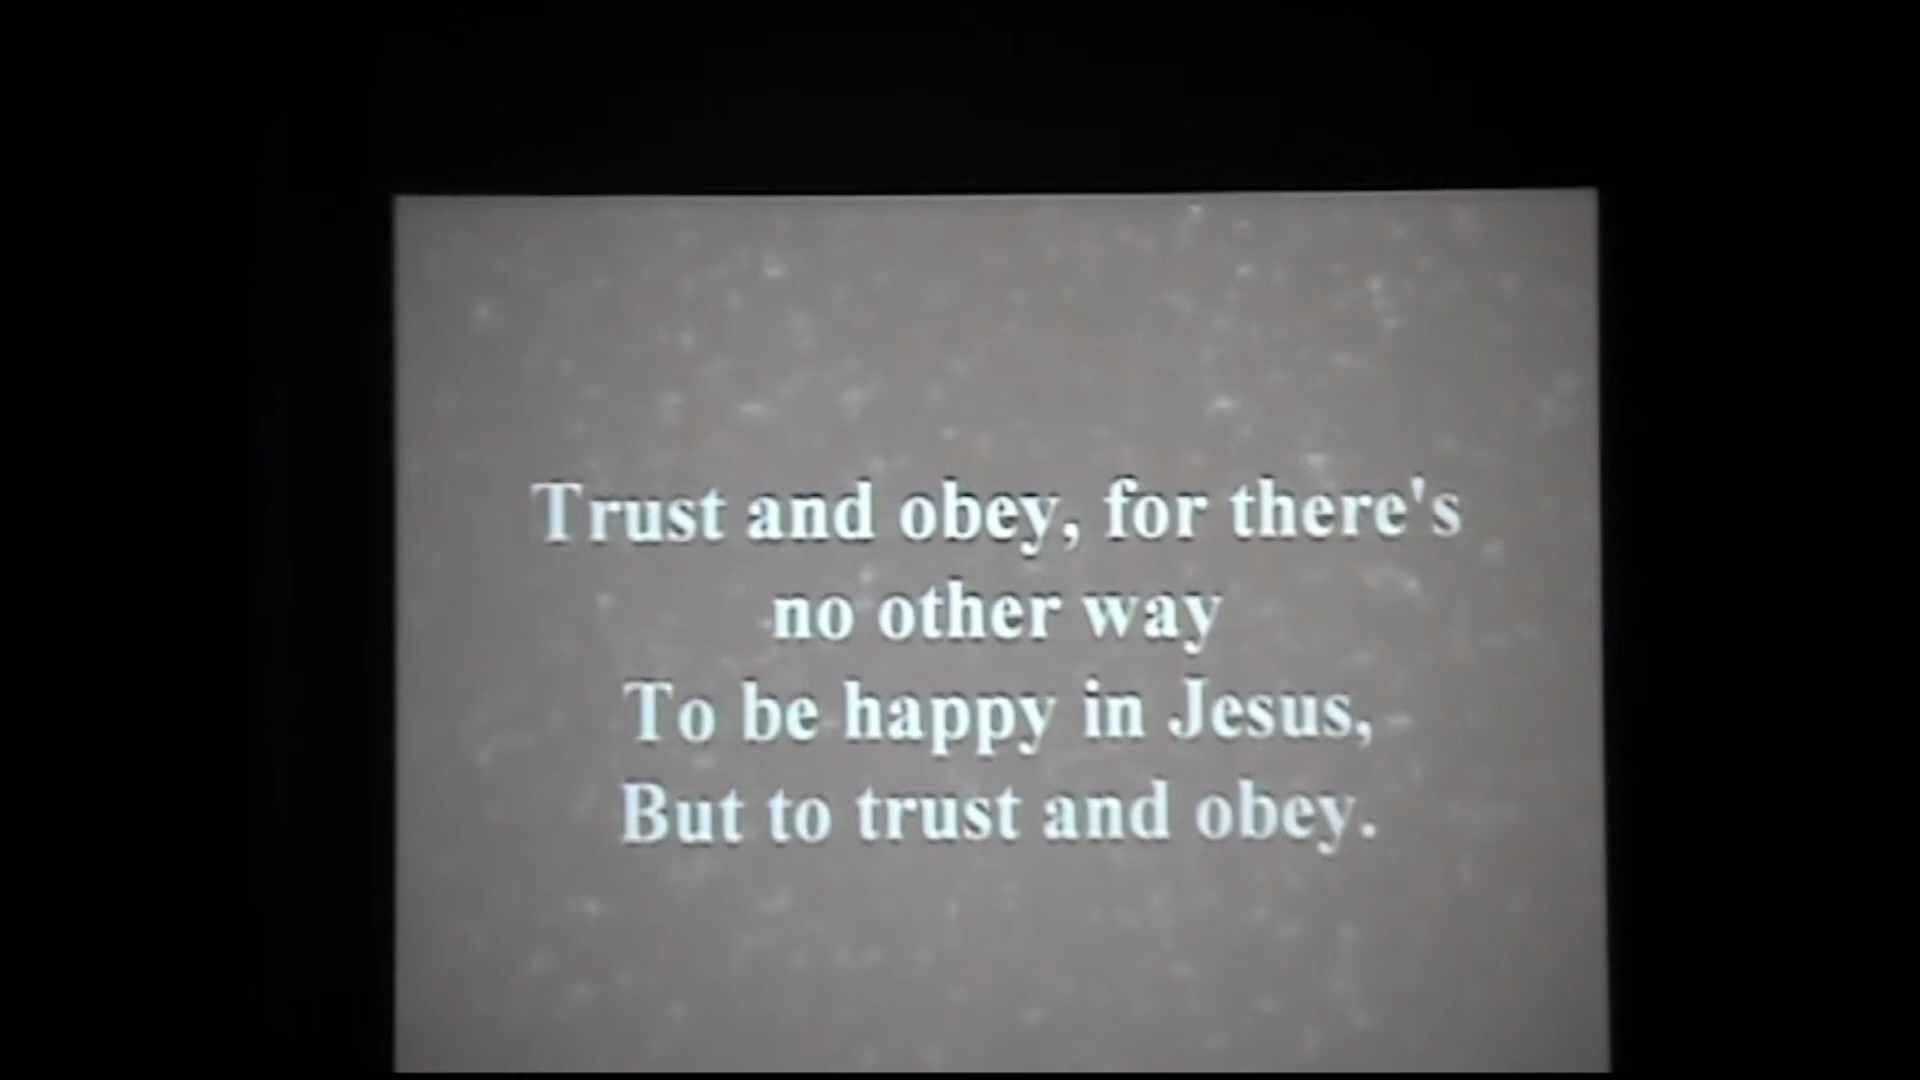 Trust and obey, for there's
no other way
To be happy in Jesus,
But to trust and obey.